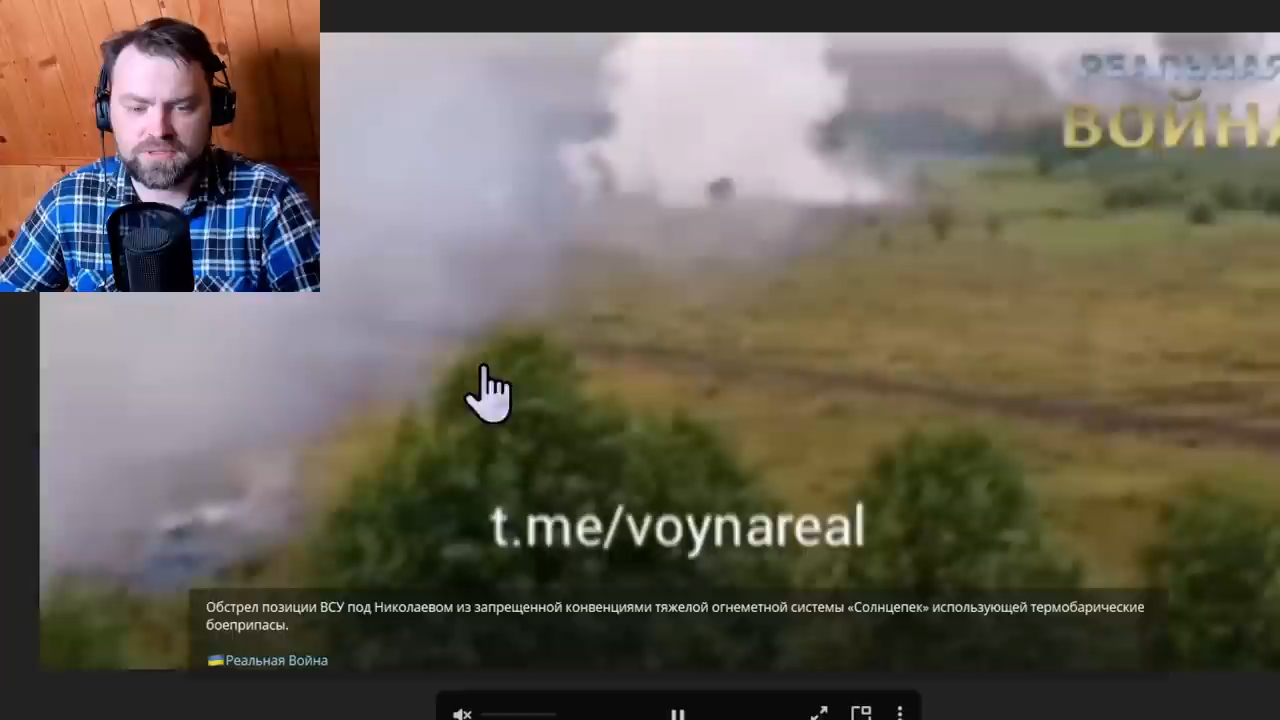 РЕАЛЬНАЯ
ВОЙНА
t.me/voynareal
Обстрел позиции ВСУ под Николаевом из запрещенной конвенциями тяжелой огнеметной системы «Солнцепек» использующей термобарические
боеприпасы.
Реальная Война